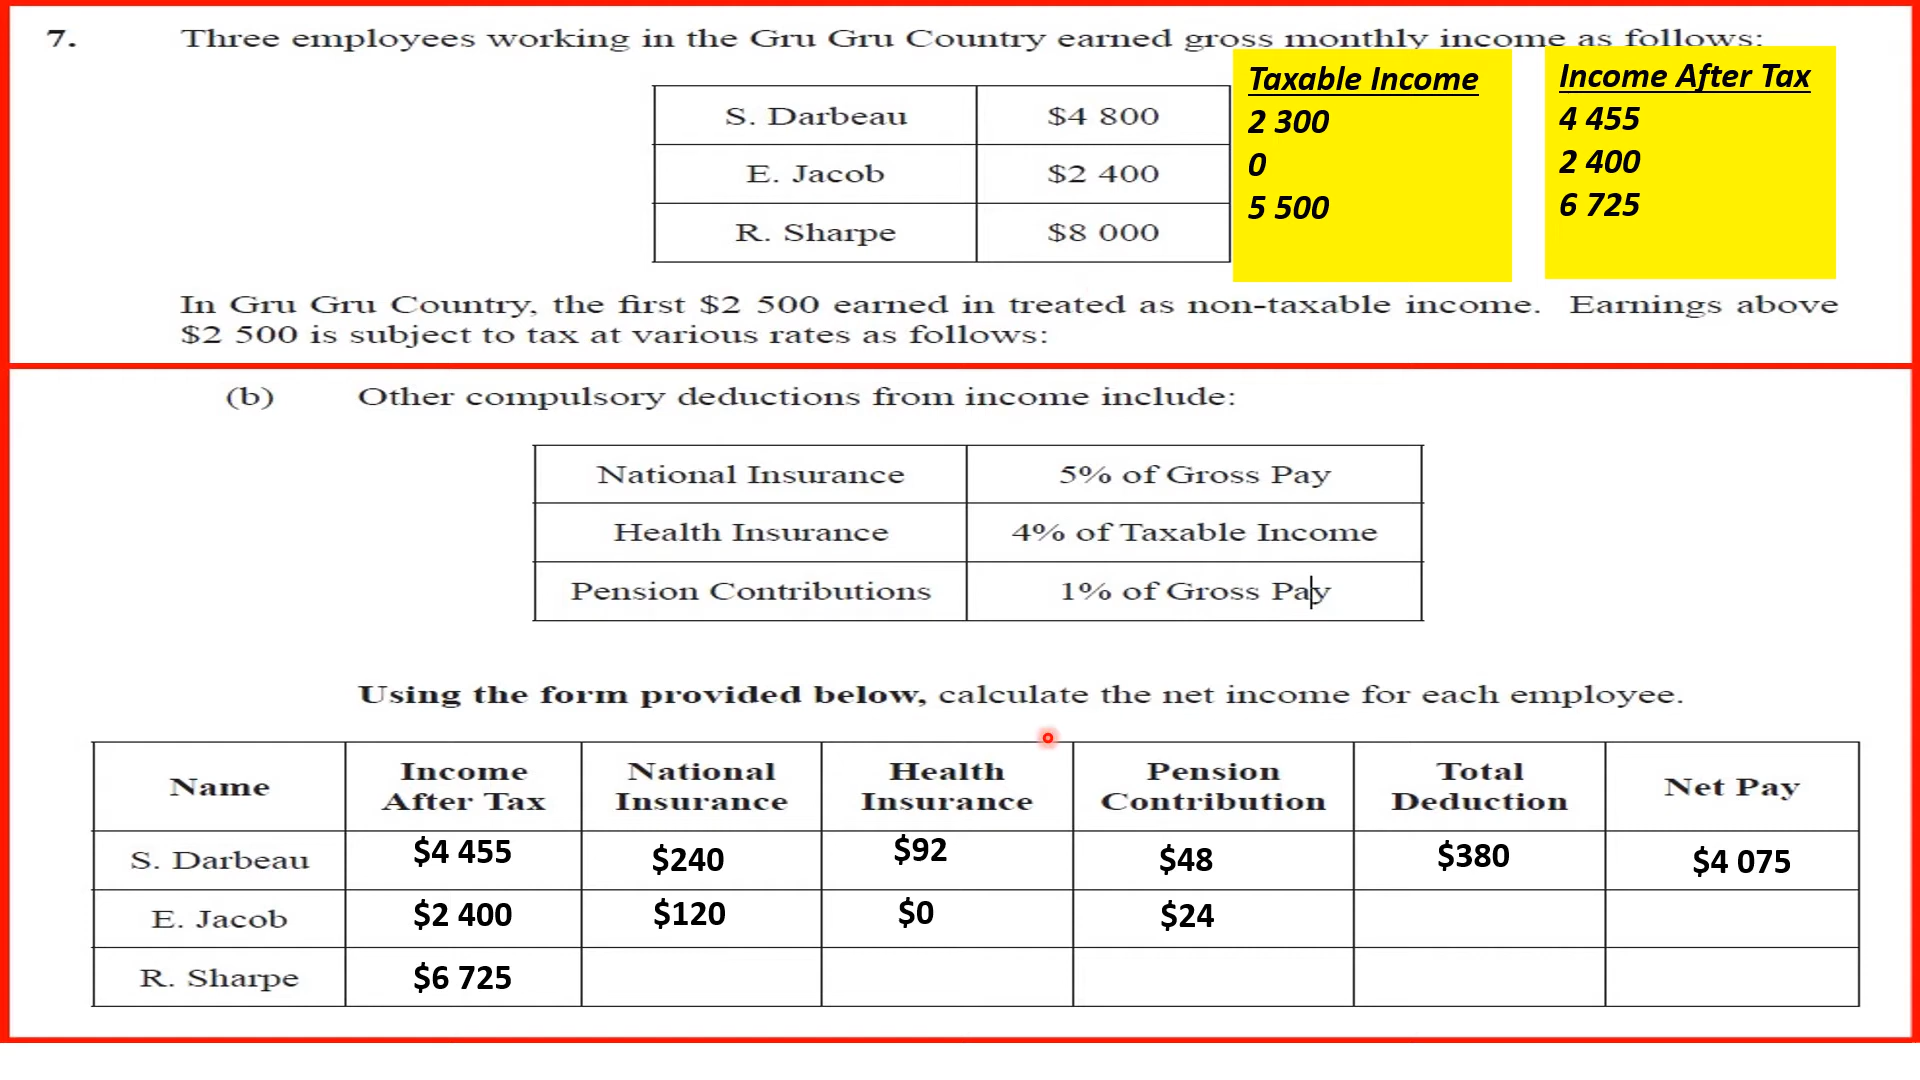 7. Three employees working in the Gru Gru Country earned gross monthly income as follows:
S. Darbeau $4 800
E. Jacob $2 400
R. Sharpe $8 000
Taxable Income
2 300
0
5 500
Income After Tax
4 455
2 400
6 725
In Gru Gru Country, the first $2 500 earned in treated as non-taxable income. Earnings above
$2 500 is subject to tax at various rates as follows:
(b) Other compulsory deductions from income include:
National Insurance 5% of Gross Pay
Health Insurance 4% of Taxable Income
Pension Contributions 1% of Gross Pay
Using the form provided below, calculate the net income for each employee.
Name Income After Tax National Insurance Health Insurance Pension Contribution Total Deduction Net Pay
S. Darbeau $4 455 $240 $92 $48 $380 $4 075
E. Jacob $2 400 $120 $0 $24
R. Sharpe $6 725